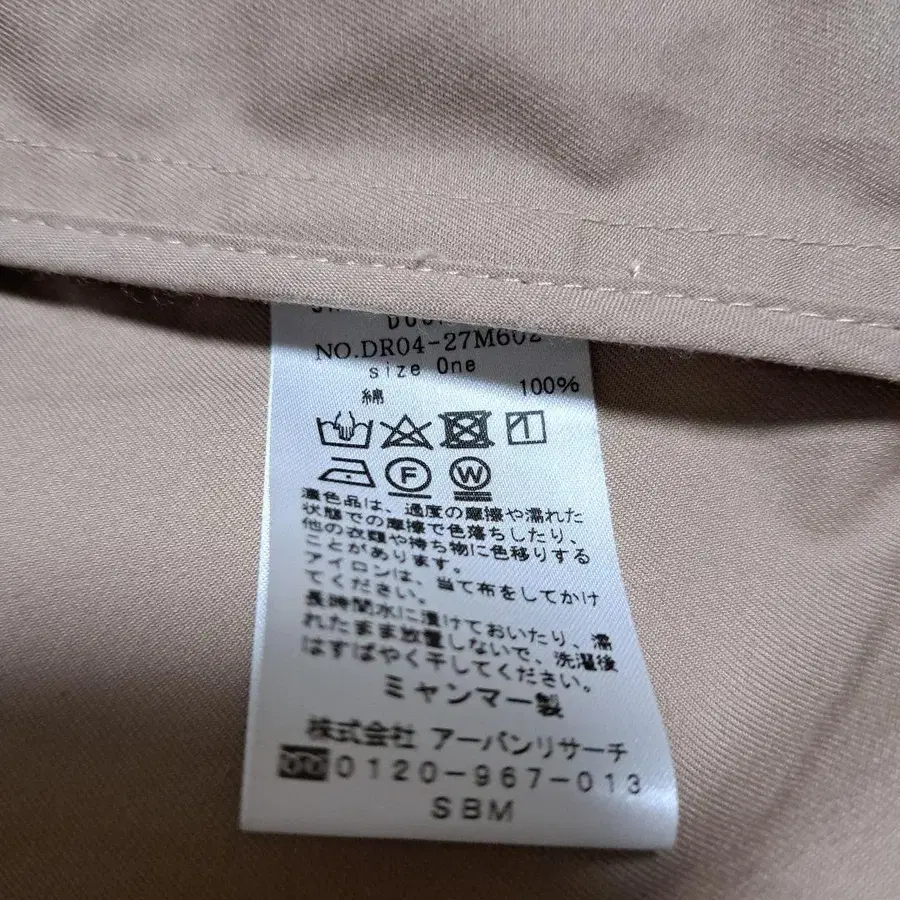 NO.DR04-27M602
size One
綿 100%
F W
濃色品は、過度の摩擦や濡れた
状態での摩擦で色落ちしたり、
他の衣類や持ち物に色移りする
ことがあります。
アイロンは、当て布をしてかけ
てください。
長時間水に漬けておいたり、濡
れたまま放置しないで、洗濯後
はすばやく干してください。
ミャンマー製
株式会社 アーバンリサーチ
0120-967-013
SBM